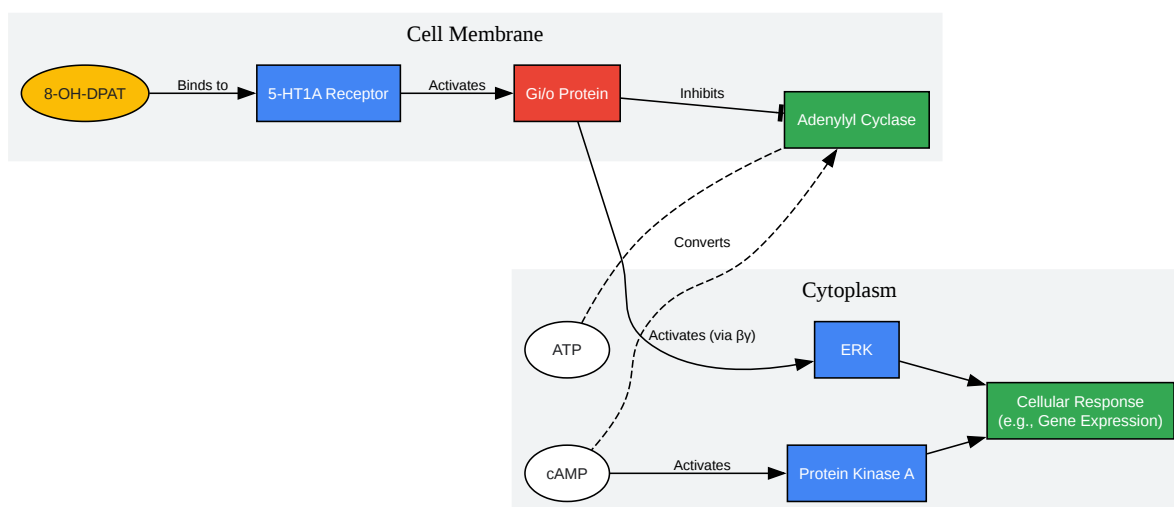 Cell Membrane
8-OH-DPAT
Binds to
5-HT1A Receptor
Activates
Gi/o Protein
Inhibits
Adenylyl Cyclase
Converts
Cytoplasm
ATP
Activates (via βγ)
ERK
Cellular Response
(e.g., Gene Expression)
cAMP
Activates
Protein Kinase A